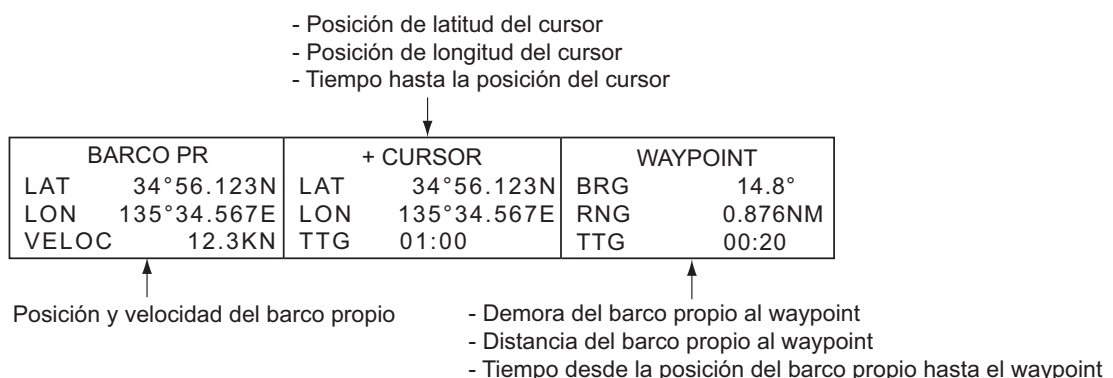 - Posición de latitud del cursor
- Posición de longitud del cursor
- Tiempo hasta la posición del cursor
BARCO PR
LAT 34°56.123N
LON 135°34.567E
VELOC 12.3KN
+ CURSOR
LAT 34°56.123N
LON 135°34.567E
TTG 01:00
WAYPOINT
BRG 14.8°
RNG 0.876NM
TTG 00:20
Posición y velocidad del barco propio
- Demora del barco propio al waypoint
- Distancia del barco propio al waypoint
- Tiempo desde la posición del barco propio hasta el waypoint